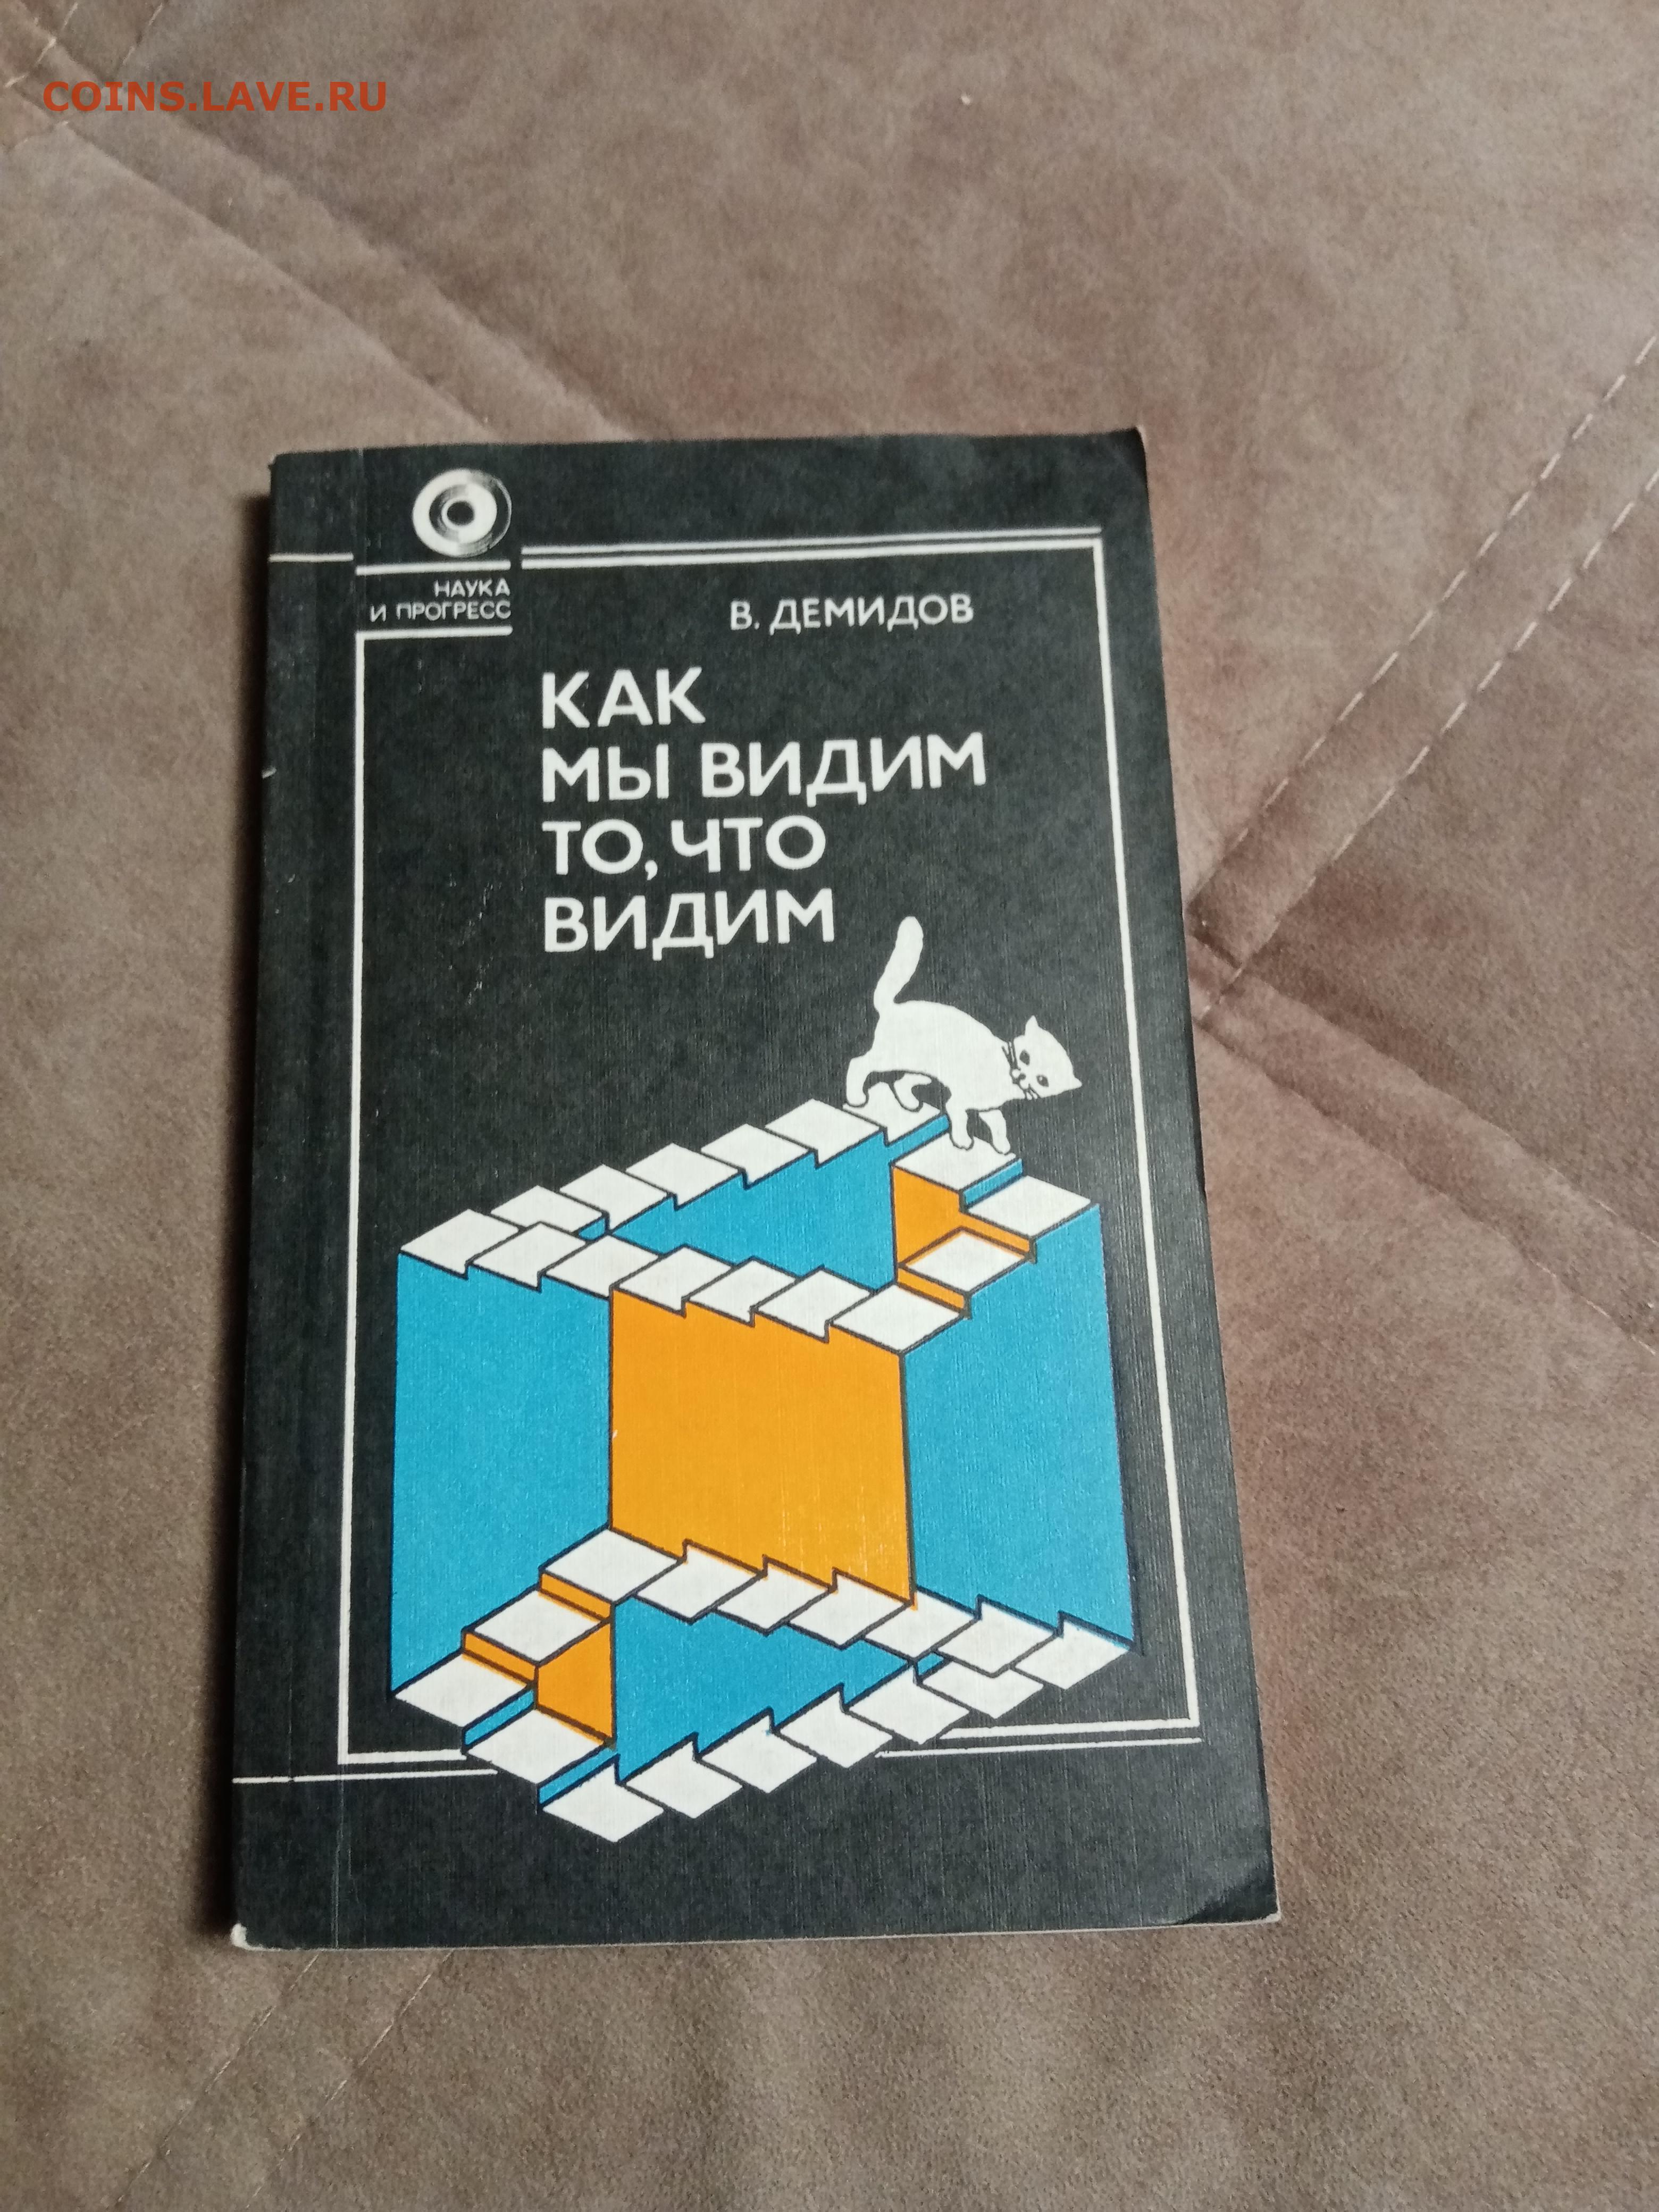 COINS.LAVE.RU
НАУКА
И ПРОГРЕСС
В. ДЕМИДОВ
КАК
МЫ ВИДИМ
ТО, ЧТО
ВИДИМ